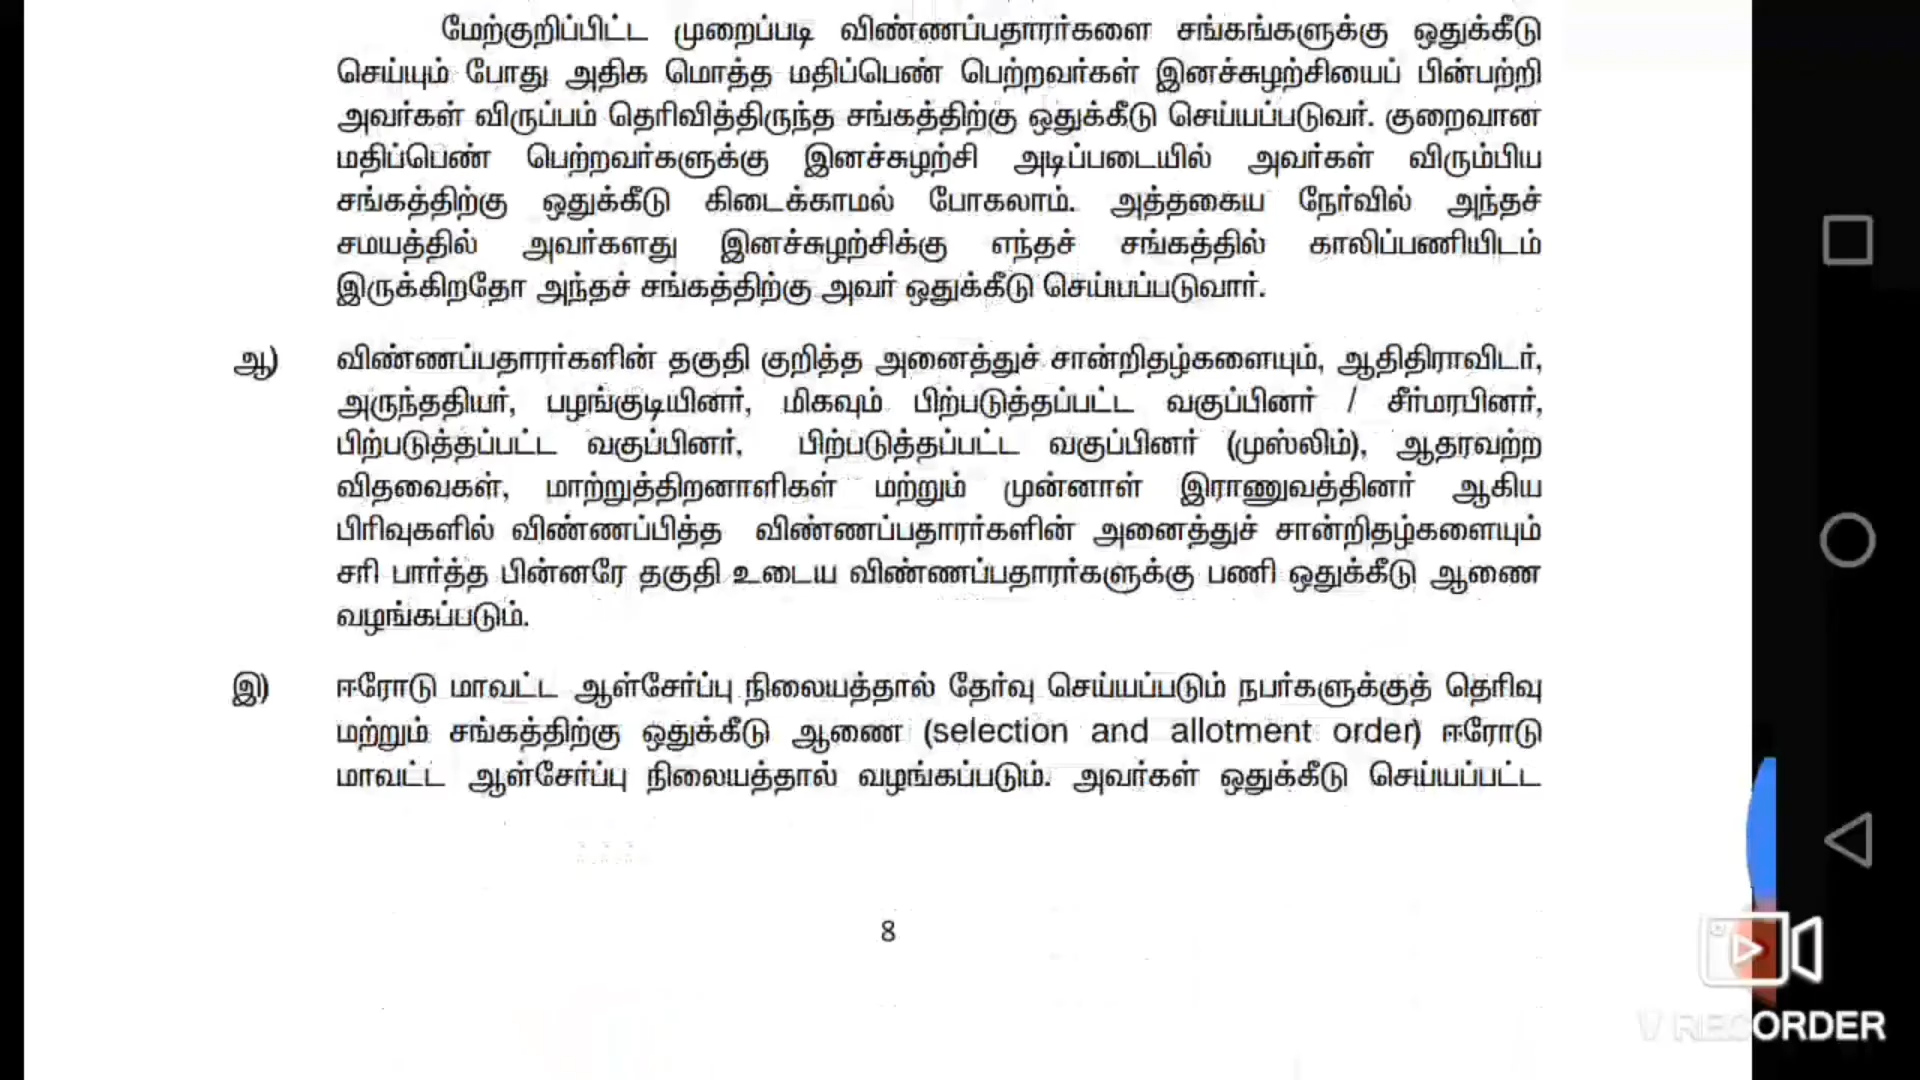 மேற்குறிப்பிட்ட முறைப்படி விண்ணப்பதாரர்களை சங்கங்களுக்கு ஒதுக்கீடு
செய்யும் போது அதிக மொத்த மதிப்பெண் பெற்றவர்கள் இனச்சுழற்சியைப் பின்பற்றி
அவர்கள் விருப்பம் தெரிவித்திருந்த சங்கத்திற்கு ஒதுக்கீடு செய்யப்படுவர். குறைவான
மதிப்பெண் பெற்றவர்களுக்கு இனச்சுழற்சி அடிப்படையில் அவர்கள் விரும்பிய
சங்கத்திற்கு ஒதுக்கீடு கிடைக்காமல் போகலாம். அத்தகைய நேர்வில் அந்தச்
சமயத்தில் அவர்களது இனச்சுழற்சிக்கு எந்தச் சங்கத்தில் காலிப்பணியிடம்
இருக்கிறதோ அந்தச் சங்கத்திற்கு அவர் ஒதுக்கீடு செய்யப்படுவார்.
ஆ) விண்ணப்பதாரர்களின் தகுதி குறித்த அனைத்துச் சான்றிதழ்களையும், ஆதிதிராவிடர்,
அருந்ததியர், பழங்குடியினர், மிகவும் பிற்படுத்தப்பட்ட வகுப்பினர் / சீர்மரபினர்,
பிற்படுத்தப்பட்ட வகுப்பினர், பிற்படுத்தப்பட்ட வகுப்பினர் (முஸ்லிம்), ஆதரவற்ற
விதவைகள், மாற்றுத்திறனாளிகள் மற்றும் முன்னாள் இராணுவத்தினர் ஆகிய
பிரிவுகளில் விண்ணப்பித்த விண்ணப்பதாரர்களின் அனைத்துச் சான்றிதழ்களையும்
சரி பார்த்த பின்னரே தகுதி உடைய விண்ணப்பதாரர்களுக்கு பணி ஒதுக்கீடு ஆணை
வழங்கப்படும்.
இ) ஈரோடு மாவட்ட ஆள்சேர்ப்பு நிலையத்தால் தேர்வு செய்யப்படும் நபர்களுக்குத் தெரிவு
மற்றும் சங்கத்திற்கு ஒதுக்கீடு ஆணை (selection and allotment order) ஈரோடு
மாவட்ட ஆள்சேர்ப்பு நிலையத்தால் வழங்கப்படும். அவர்கள் ஒதுக்கீடு செய்யப்பட்ட
8
V RECORDER